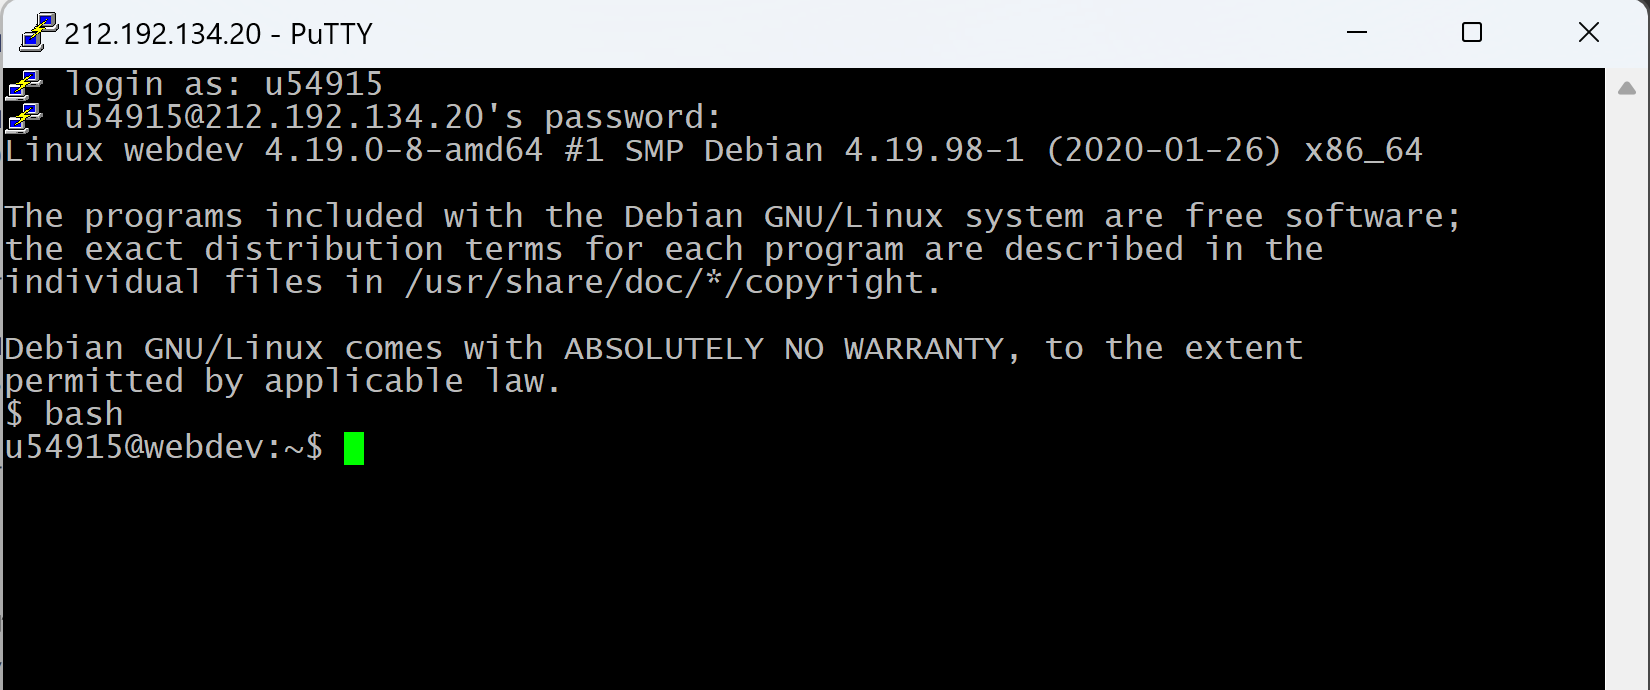 212.192.134.20 - PuTTY
login as: u54915
u54915@212.192.134.20's password:
Linux webdev 4.19.0-8-amd64 #1 SMP Debian 4.19.98-1 (2020-01-26) x86_64
The programs included with the Debian GNU/Linux system are free software;
the exact distribution terms for each program are described in the
individual files in /usr/share/doc/*/copyright.
Debian GNU/Linux comes with ABSOLUTELY NO WARRANTY, to the extent
permitted by applicable law.
$ bash
u54915@webdev:~$